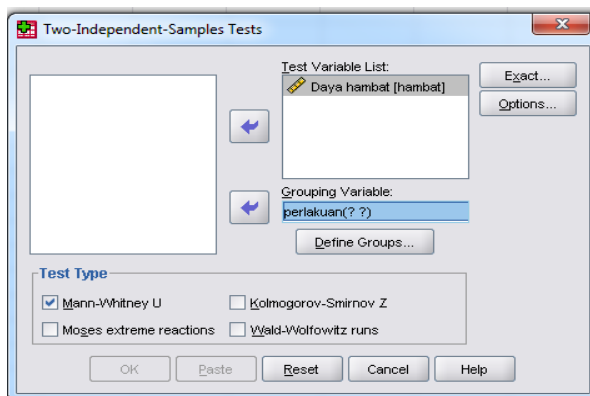 Two-Independent-Samples Tests
Test Variable List:
Daya hambat [hambat]
Exact...
Options...
Grouping Variable:
perlakuan(? ?)
Define Groups...
Test Type
Mann-Whitney U
Kolmogorov-Smirnov Z
Moses extreme reactions
Wald-Wolfowitz runs
OK
Paste
Reset
Cancel
Help